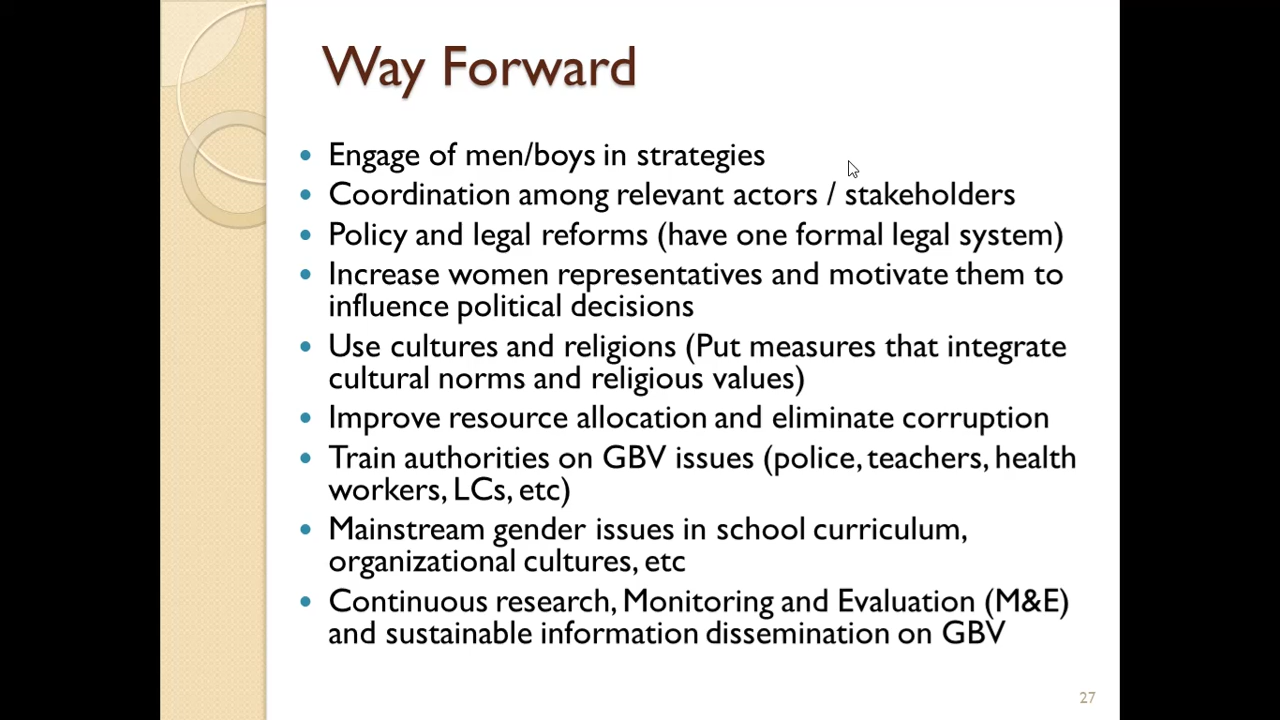 Way Forward
• Engage of men/boys in strategies
• Coordination among relevant actors / stakeholders
• Policy and legal reforms (have one formal legal system)
• Increase women representatives and motivate them to
influence political decisions
• Use cultures and religions (Put measures that integrate
cultural norms and religious values)
• Improve resource allocation and eliminate corruption
• Train authorities on GBV issues (police, teachers, health
workers, LCs, etc)
• Mainstream gender issues in school curriculum,
organizational cultures, etc
• Continuous research, Monitoring and Evaluation (M&E)
and sustainable information dissemination on GBV
27